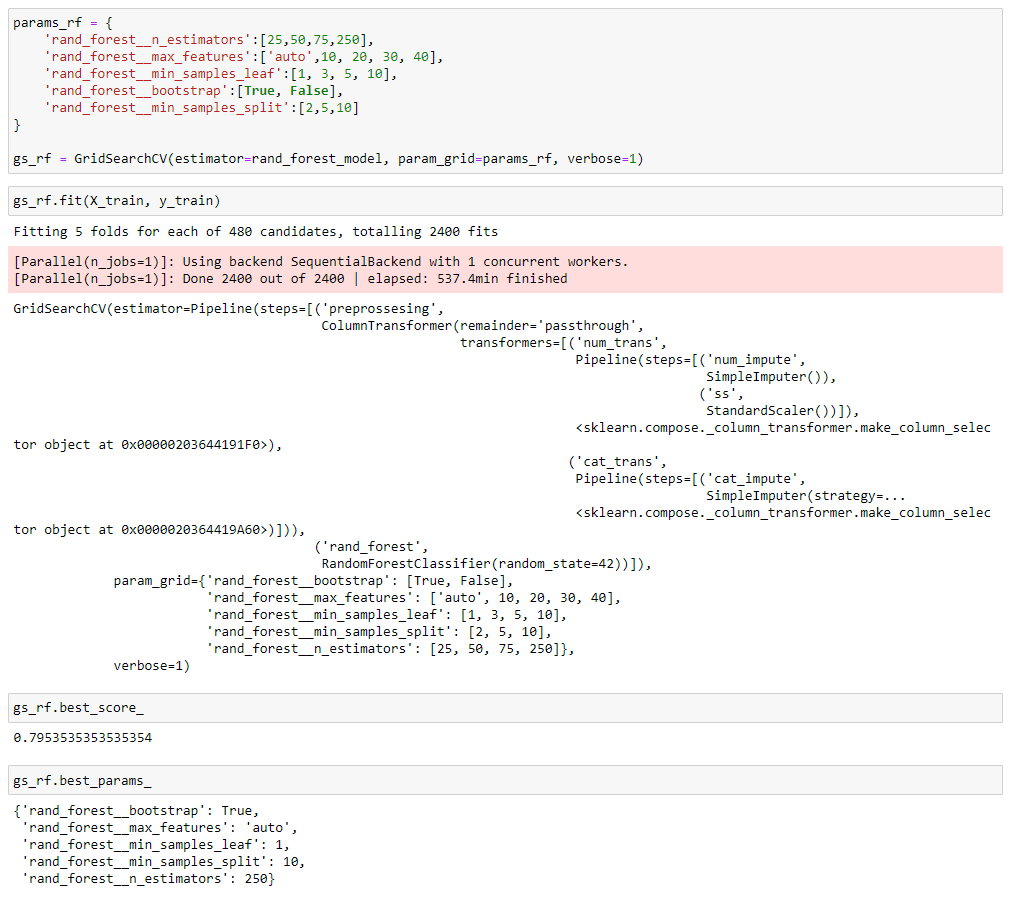 params_rf = {
    'rand_forest__n_estimators':[25,50,75,250],
    'rand_forest__max_features':['auto',10, 20, 30, 40],
    'rand_forest__min_samples_leaf':[1, 3, 5, 10],
    'rand_forest__bootstrap':[True, False],
    'rand_forest__min_samples_split':[2,5,10]
}
gs_rf = GridSearchCV(estimator=rand_forest_model, param_grid=params_rf, verbose=1)
gs_rf.fit(X_train, y_train)
Fitting 5 folds for each of 480 candidates, totalling 2400 fits
[Parallel(n_jobs=1)]: Using backend SequentialBackend with 1 concurrent workers.
[Parallel(n_jobs=1)]: Done 2400 out of 2400 | elapsed: 537.4min finished
GridSearchCV(estimator=Pipeline(steps=[('preprossesing',
                                        ColumnTransformer(remainder='passthrough',
                                                          transformers=[('num_trans',
                                                                         Pipeline(steps=[('num_impute',
                                                                                          SimpleImputer()),
                                                                                         ('ss',
                                                                                          StandardScaler())]),
                                                                         <sklearn.compose._column_transformer.make_column_selec
tor object at 0x00000203644191F0>),
                                                                        ('cat_trans',
                                                                         Pipeline(steps=[('cat_impute',
                                                                                          SimpleImputer(strategy=...
                                                                         <sklearn.compose._column_transformer.make_column_selec
tor object at 0x0000020364419A60>)])),
                                       ('rand_forest',
                                        RandomForestClassifier(random_state=42))]),
             param_grid={'rand_forest__bootstrap': [True, False],
                         'rand_forest__max_features': ['auto', 10, 20, 30, 40],
                         'rand_forest__min_samples_leaf': [1, 3, 5, 10],
                         'rand_forest__min_samples_split': [2, 5, 10],
                         'rand_forest__n_estimators': [25, 50, 75, 250]},
             verbose=1)
gs_rf.best_score_
0.7953535353535354
gs_rf.best_params_
{'rand_forest__bootstrap': True,
 'rand_forest__max_features': 'auto',
 'rand_forest__min_samples_leaf': 1,
 'rand_forest__min_samples_split': 10,
 'rand_forest__n_estimators': 250}